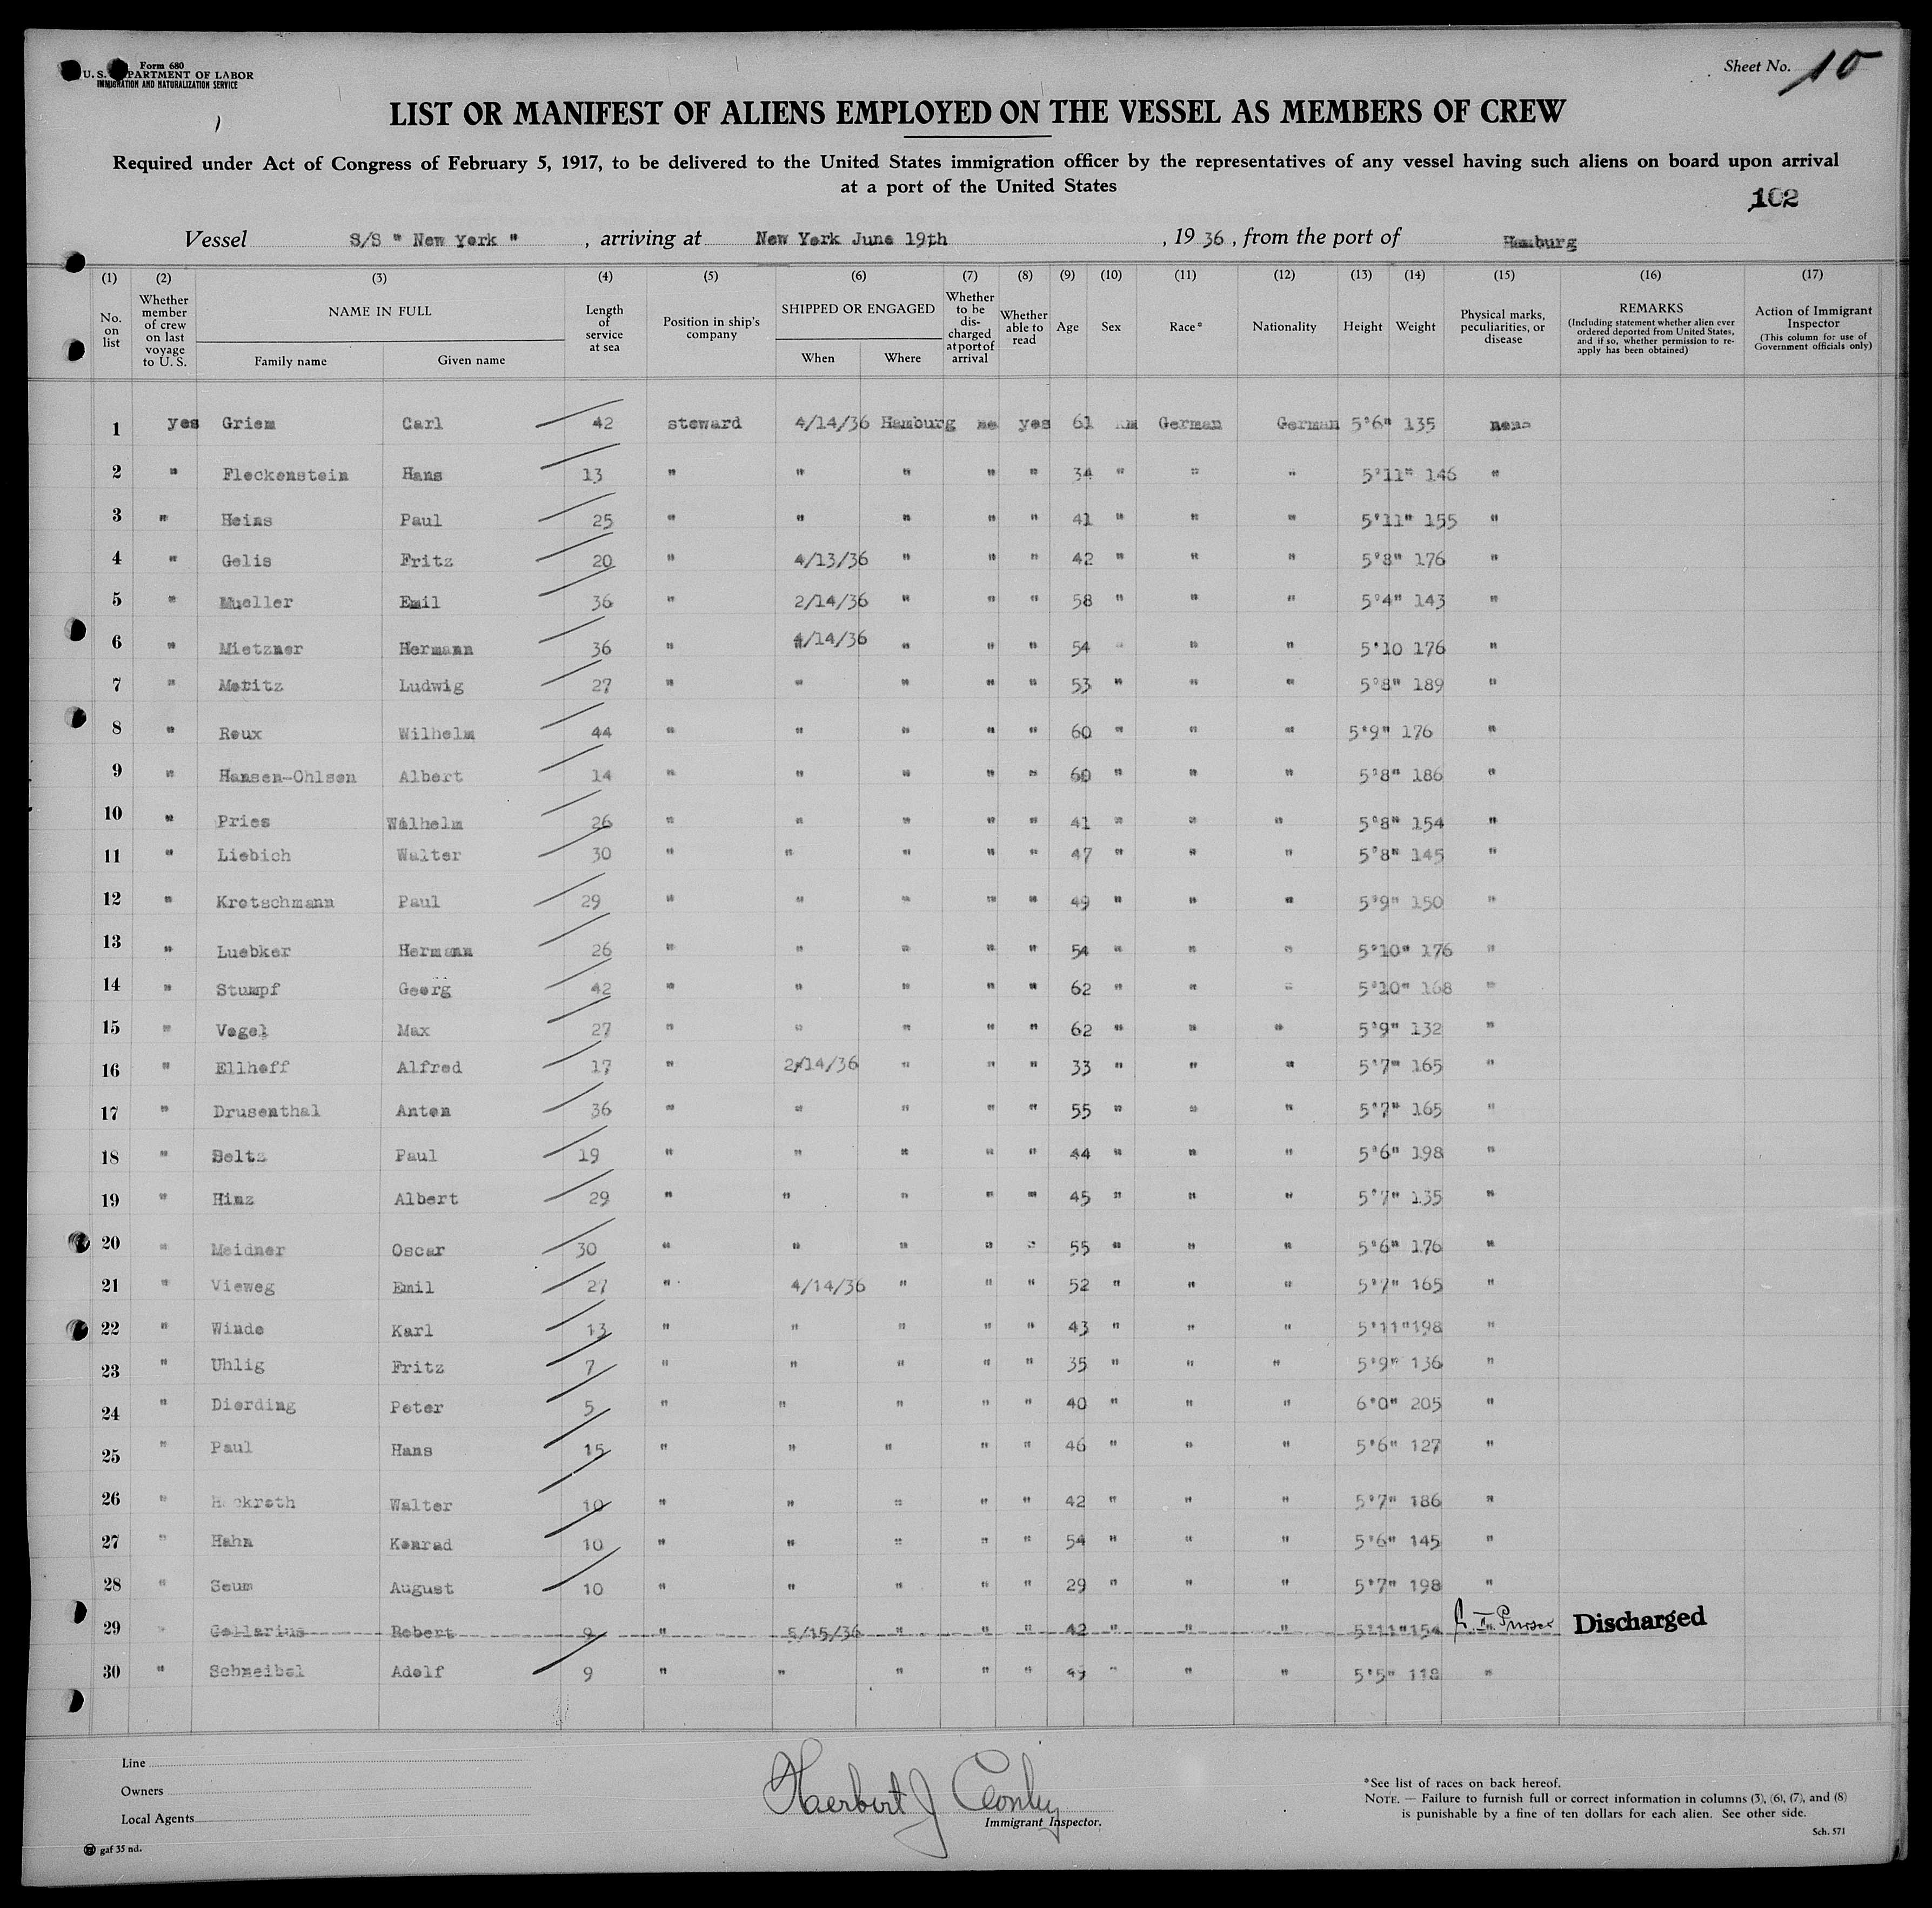 Form 680
U. S. DEPARTMENT OF LABOR
IMMIGRATION AND NATURALIZATION SERVICE
Sheet No. 10
LIST OR MANIFEST OF ALIENS EMPLOYED ON THE VESSEL AS MEMBERS OF CREW
Required under Act of Congress of February 5, 1917, to be delivered to the United States immigration officer by the representatives of any vessel having such aliens on board upon arrival
at a port of the United States
102
Vessel S/S " New York " , arriving at New York June 19th , 19 36 , from the port of Hamburg
(1) (2) (3) (4) (5) (6) (7) (8) (9) (10) (11) (12) (13) (14) (15) (16) (17)
No. on list
Whether member of crew on last voyage to U. S.
NAME IN FULL
Family name Given name
Length of service at sea
Position in ship's company
SHIPPED OR ENGAGED
When Where
Whether to be discharged at port of arrival
Whether able to read
Age
Sex
Race*
Nationality
Height
Weight
Physical marks, peculiarities, or disease
REMARKS
(Including statement whether alien ever ordered deported from United States, and if so, whether permission to re-apply has been obtained)
Action of Immigrant Inspector
(This column for use of Government officials only)
1 yes Griem Carl 42 steward 4/14/36 Hamburg no yes 61 m German German 5'6" 135 none
2 " Fleckenstein Hans 13 " " " " " 34 " " " 5'11" 146 "
3 " Heins Paul 25 " " " " " 41 " " " 5'11" 155 "
4 " Golis Fritz 20 " 4/13/36 " " " 42 " " " 5'8" 176 "
5 " Mueller Emil 36 " 2/14/36 " " " 58 " " " 5'4" 143 "
6 " Mietzner Hermann 36 " 4/14/36 " " " 54 " " " 5'10 176 "
7 " Moritz Ludwig 27 " " " " " 53 " " " 5'8" 189 "
8 " Roux Wilhelm 44 " " " " " 60 " " " 5'9" 176 "
9 " Hansen-Ohlsen Albert 14 " " " " " 60 " " " 5'8" 186 "
10 " Pries Wilhelm 26 " " " " " 41 " " " 5'8" 154 "
11 " Liebich Walter 30 " " " " " 47 " " " 5'8" 145 "
12 " Kretschmann Paul 29 " " " " " 49 " " " 5'9" 150 "
13 " Luebker Hermann 26 " " " " " 54 " " " 5'10" 176 "
14 " Stumpf Georg 42 " " " " " 62 " " " 5'10" 168 "
15 " Vogel Max 27 " " " " " 62 " " " 5'9" 132 "
16 " Ellhoff Alfred 17 " 2/14/36 " " " 33 " " " 5'7" 165 "
17 " Drusenthal Anton 36 " " " " " 55 " " " 5'7" 165 "
18 " Boltz Paul 19 " " " " " 44 " " " 5'6" 198 "
19 " Hinz Albert 29 " " " " " 45 " " " 5'7" 135 "
20 " Meidner Oscar 30 " " " " " 55 " " " 5'6" 176 "
21 " Vieweg Emil 27 " 4/14/36 " " " 52 " " " 5'7" 165 "
22 " Winde Karl 13 " " " " " 43 " " " 5'11" 198 "
23 " Uhlig Fritz 7 " " " " " 35 " " " 5'9" 136 "
24 " Dierding Peter 5 " " " " " 40 " " " 6'0" 205 "
25 " Paul Hans 15 " " " " " 46 " " " 5'6" 127 "
26 " Walter 10 " " " " " 42 " " " 5'7" 186 "
27 " Hahn Konrad 10 " " " " " 54 " " " 5'6" 145 "
28 " Seum August 10 " " " " " 29 " " " 5'7" 198 "
29 " Gollarius Robert 9 " 5/15/36 " " " 42 " " " 5'11" 154 Discharged
30 " Schneibel Adolf 9 " " " " " " " " 5'5" 118 "
Line
Owners
Local Agents
gaf 35 nd.
Herbert J Conley
Immigrant Inspector.
*See list of races on back hereof.
NOTE. — Failure to furnish full or correct information in columns (3), (6), (7), and (8)
is punishable by a fine of ten dollars for each alien. See other side.
Sch. 571